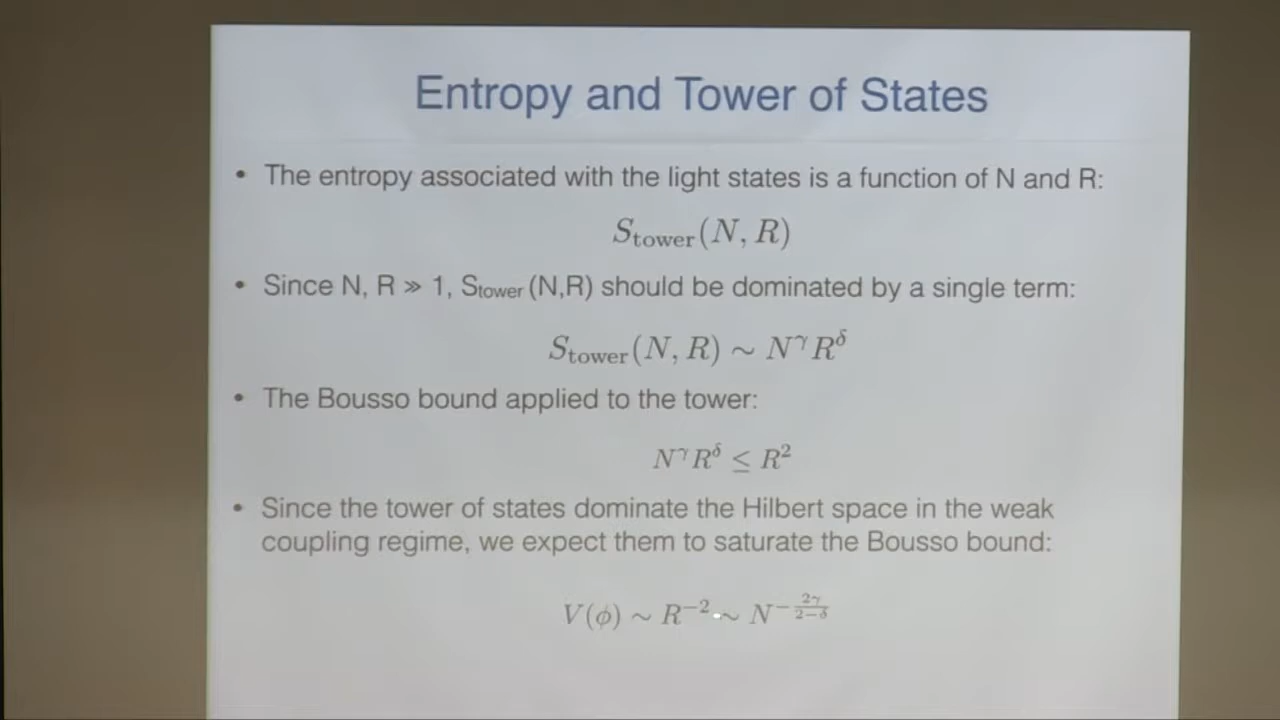 Entropy and Tower of States
• The entropy associated with the light states is a function of N and R:
S_tower(N, R)
• Since N, R ≫ 1, S_tower (N,R) should be dominated by a single term:
S_tower(N, R) ∼ N^γ R^δ
• The Bousso bound applied to the tower:
N^γ R^δ ≤ R^2
• Since the tower of states dominate the Hilbert space in the weak
coupling regime, we expect them to saturate the Bousso bound:
V(ϕ) ∼ R^{-2} ∼ N^{-\frac{2γ}{2-δ}}